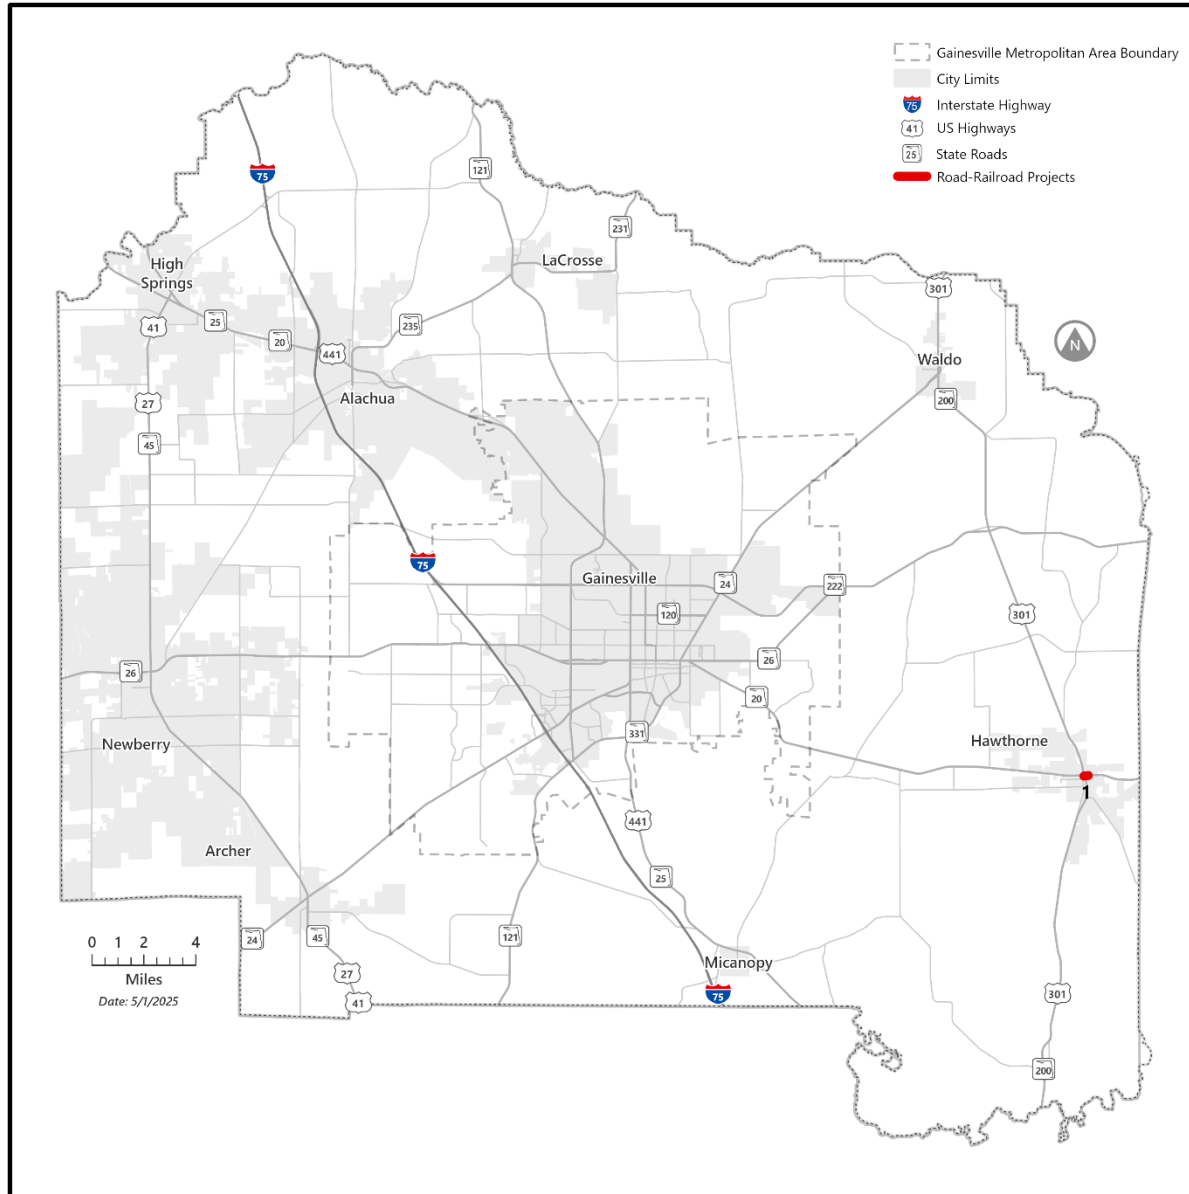 Gainesville Metropolitan Area Boundary
City Limits
75 Interstate Highway
41 US Highways
25 State Roads
Road-Railroad Projects
75
121
231
LaCrosse
High
Springs
301
41
25
20
235
441
N
Waldo
Alachua
27
200
45
75
Gainesville
24
222
120
301
26
26
20
331
Newberry
Hawthorne
1
441
Archer
25
24
45
121
0 1 2 4
Miles
Date: 5/1/2025
27
41
Micanopy
75
301
200